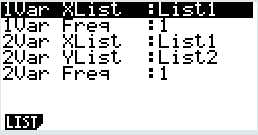 1Var XList :List1
1Var Freq :1
2Var XList :List1
2Var YList :List2
2Var Freq :1
LIST